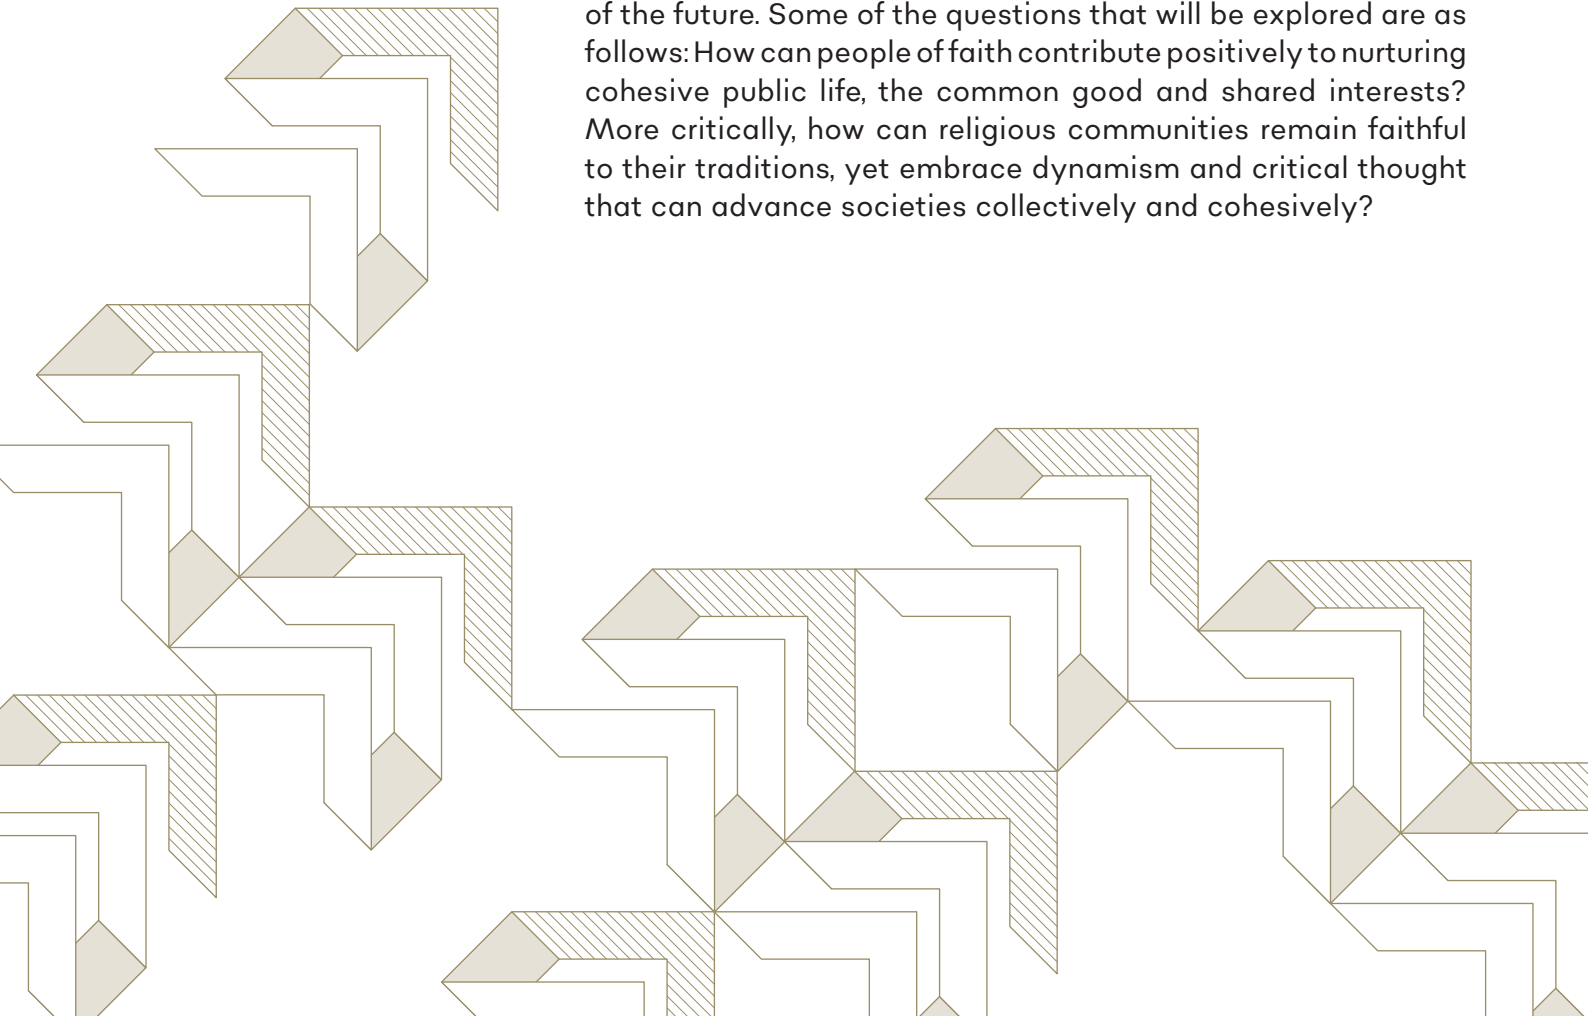 of the future. Some of the questions that will be explored are as
follows: How can people of faith contribute positively to nurturing
cohesive public life, the common good and shared interests?
More critically, how can religious communities remain faithful
to their traditions, yet embrace dynamism and critical thought
that can advance societies collectively and cohesively?